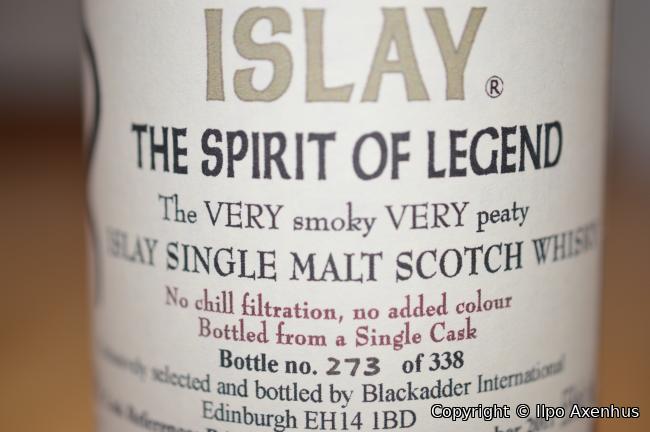 ISLAY®
THE SPIRIT OF LEGEND
The VERY smoky VERY peaty
ISLAY SINGLE MALT SCOTCH WHISKY
No chill filtration, no added colour
Bottled from a Single Cask
Bottle no. 273 of 338
selected and bottled by Blackadder International
Edinburgh EH14 1BD
Copyright © Ilpo Axenhus